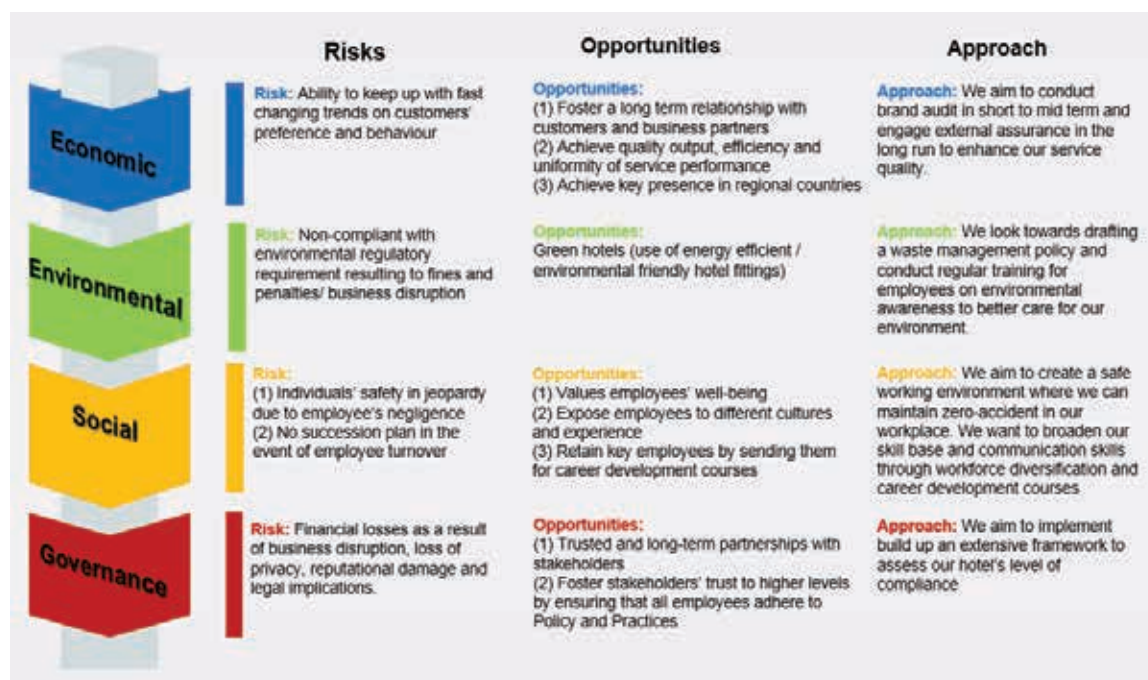 Risks
Opportunities
Approach
Economic
Risk: Ability to keep up with fast
changing trends on customers'
preference and behaviour
Opportunities:
(1) Foster a long term relationship with
customers and business partners
(2) Achieve quality output, efficiency and
uniformity of service performance
(3) Achieve key presence in regional countries
Approach: We aim to conduct
brand audit in short to mid term and
engage external assurance in the
long run to enhance our service
quality.
Environmental
Risk: Non-compliant with
environmental regulatory
requirement resulting to fines and
penalties/ business disruption
Opportunities:
Green hotels (use of energy efficient /
environmental friendly hotel fittings)
Approach: We look towards drafting
a waste management policy and
conduct regular training for
employees on environmental
awareness to better care for our
environment.
Social
Risk:
(1) Individuals' safety in jeopardy
due to employee's negligence
(2) No succession plan in the
event of employee turnover
Opportunities:
(1) Values employees' well-being
(2) Expose employees to different cultures
and experience
(3) Retain key employees by sending them
for career development courses
Approach: We aim to create a safe
working environment where we can
maintain zero-accident in our
workplace. We want to broaden our
skill base and communication skills
through workforce diversification and
career development courses
Governance
Risk: Financial losses as a result
of business disruption, loss of
privacy, reputational damage and
legal implications.
Opportunities:
(1) Trusted and long-term partnerships with
stakeholders
(2) Foster stakeholders' trust to higher levels
by ensuring that all employees adhere to
Policy and Practices
Approach: We aim to implement
build up an extensive framework to
assess our hotel's level of
compliance